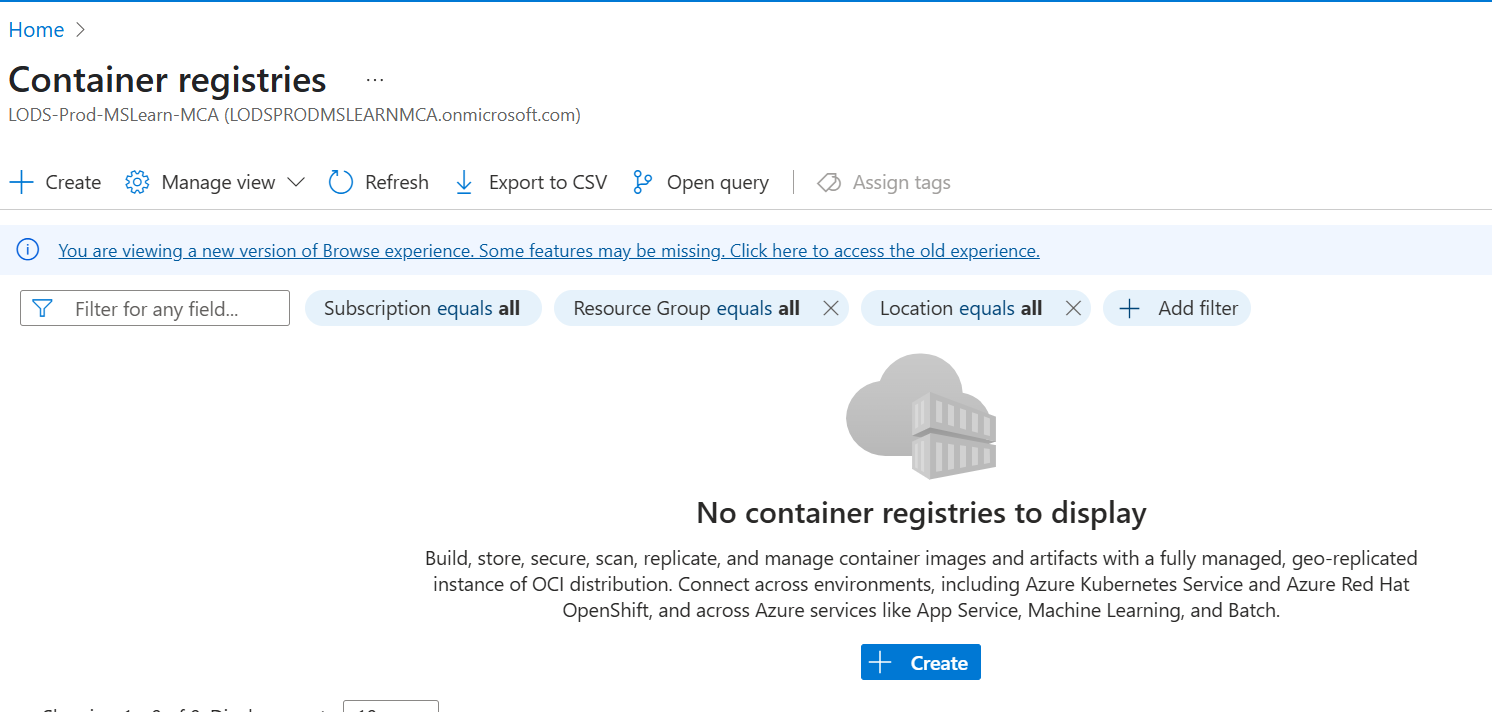 Home
Container registries ...
LODS-Prod-MSLearn-MCA (LODSPRODMSLEARNMCA.onmicrosoft.com)
Create Manage view Refresh Export to CSV Open query Assign tags
You are viewing a new version of Browse experience. Some features may be missing. Click here to access the old experience.
Filter for any field... Subscription equals all Resource Group equals all Location equals all Add filter
No container registries to display
Build, store, secure, scan, replicate, and manage container images and artifacts with a fully managed, geo-replicated
instance of OCI distribution. Connect across environments, including Azure Kubernetes Service and Azure Red Hat
OpenShift, and across Azure services like App Service, Machine Learning, and Batch.
Create